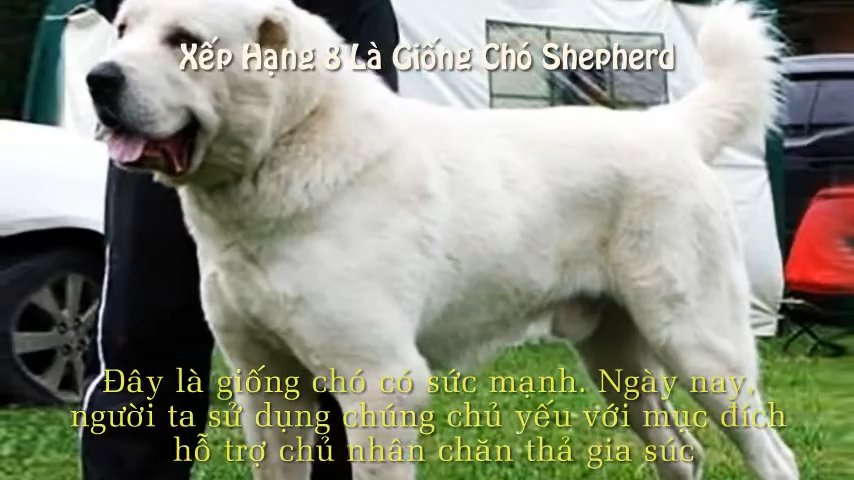 Xếp Hạng 8 Là Giống Chó Shepherd
Đây là giống chó có sức mạnh. Ngày nay,
người ta sử dụng chúng chủ yếu với mục đích
hỗ trợ chủ nhân chăn thả gia súc